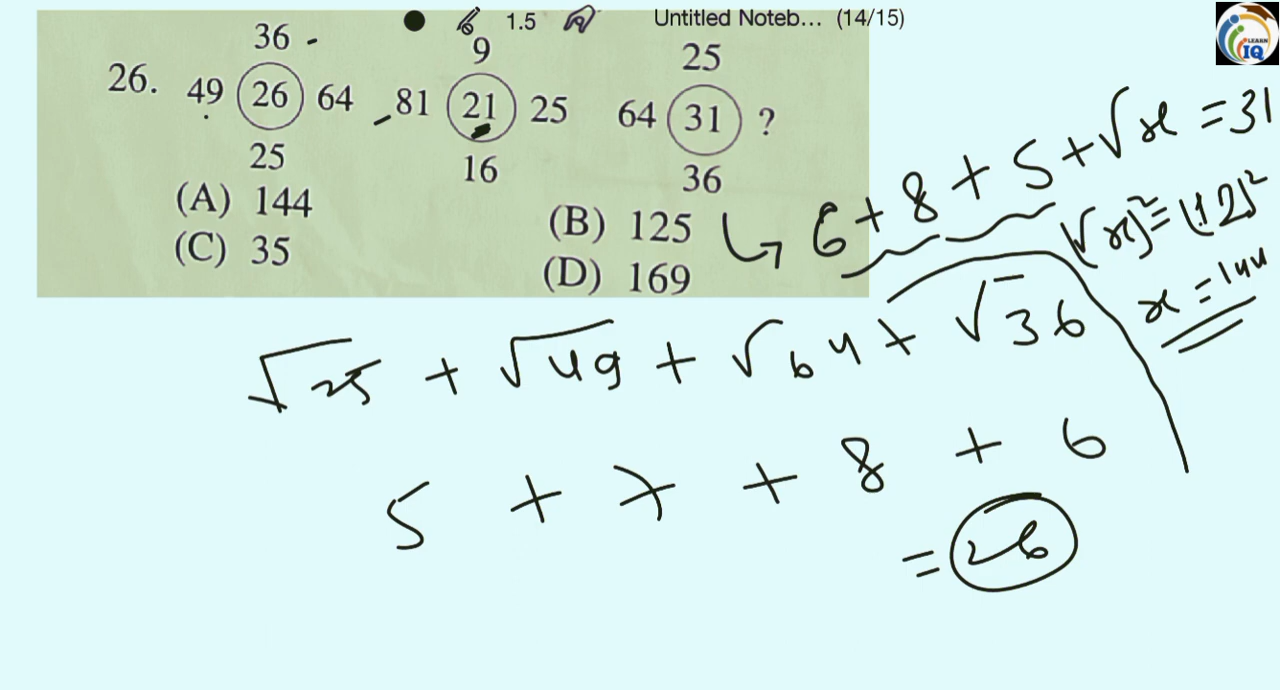 1.5 Untitled Noteb... (14/15)
LEARN
IQ
26.
36
49 26 64
25
9
81 21 25
16
25
64 31 ?
36
(A) 144
(B) 125
(C) 35
(D) 169
6 + 8 + 5 + √x = 31
(√x)² = (12)²
x = 144
√25 + √49 + √64 + √36
5 + 7 + 8 + 6
= 26